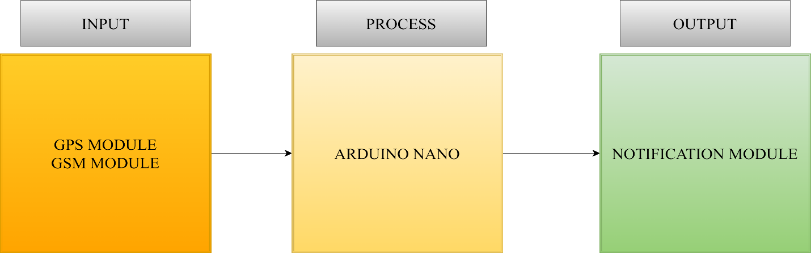 INPUT
PROCESS
OUTPUT
GPS MODULE
GSM MODULE
ARDUINO NANO
NOTIFICATION MODULE